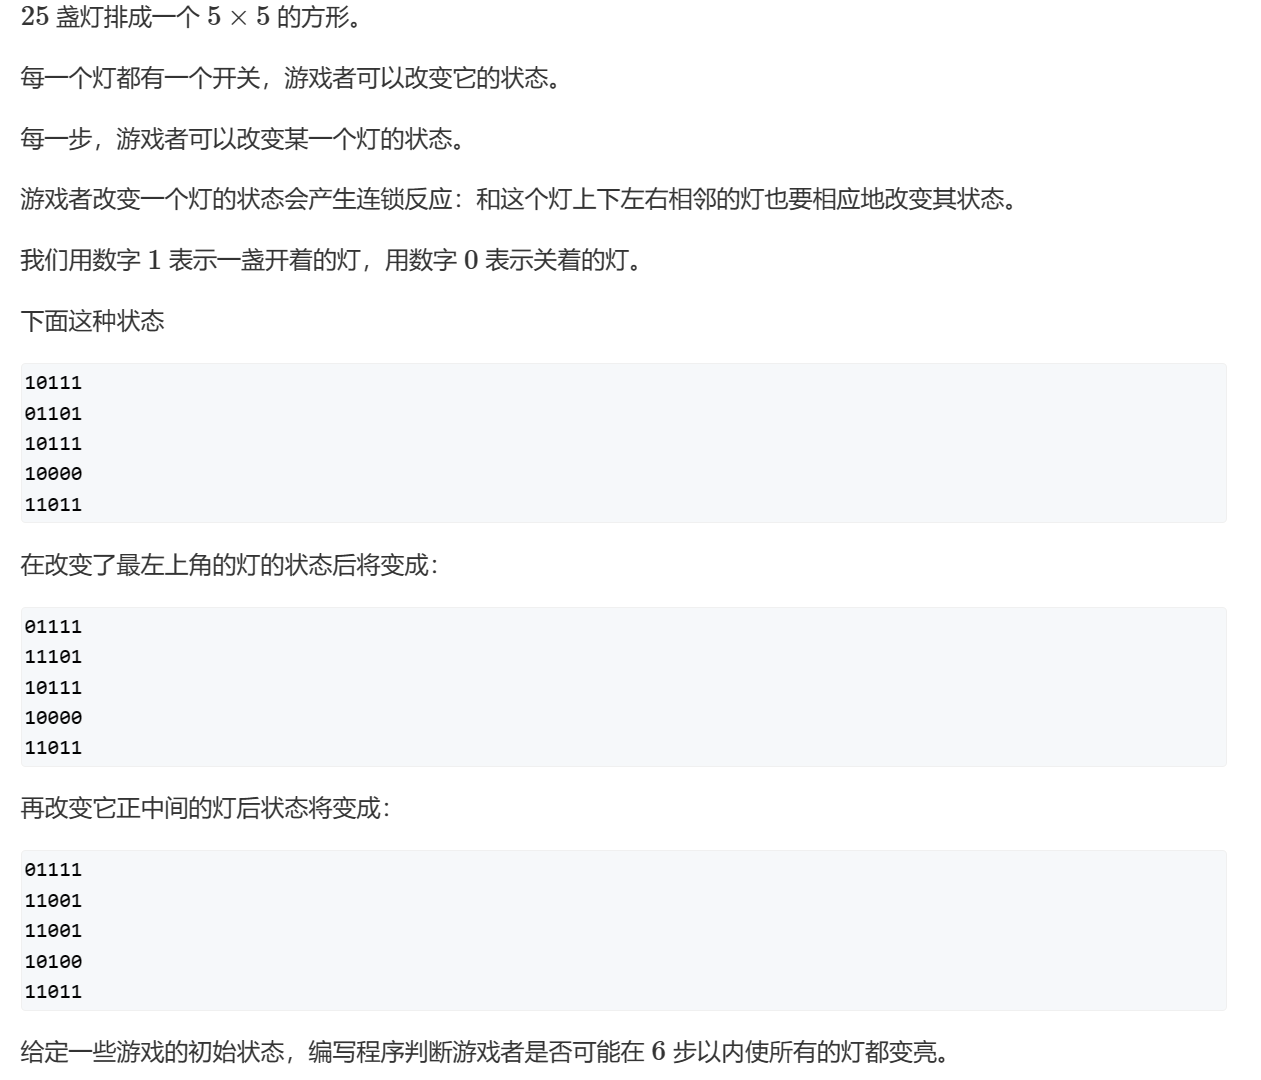 25 盏灯排成一个 5 × 5 的方形。
每一个灯都有一个开关，游戏者可以改变它的状态。
每一步，游戏者可以改变某一个灯的状态。
游戏者改变一个灯的状态会产生连锁反应：和这个灯上下左右相邻的灯也要相应地改变其状态。
我们用数字 1 表示一盏开着的灯，用数字 0 表示关着的灯。
下面这种状态
10111
01101
10111
10000
11011
在改变了最左上角的灯的状态后将变成：
01111
11101
10111
10000
11011
再改变它正中间的灯后状态将变成：
01111
11001
11001
10100
11011
给定一些游戏的初始状态，编写程序判断游戏者是否可能在 6 步以内使所有的灯都变亮。